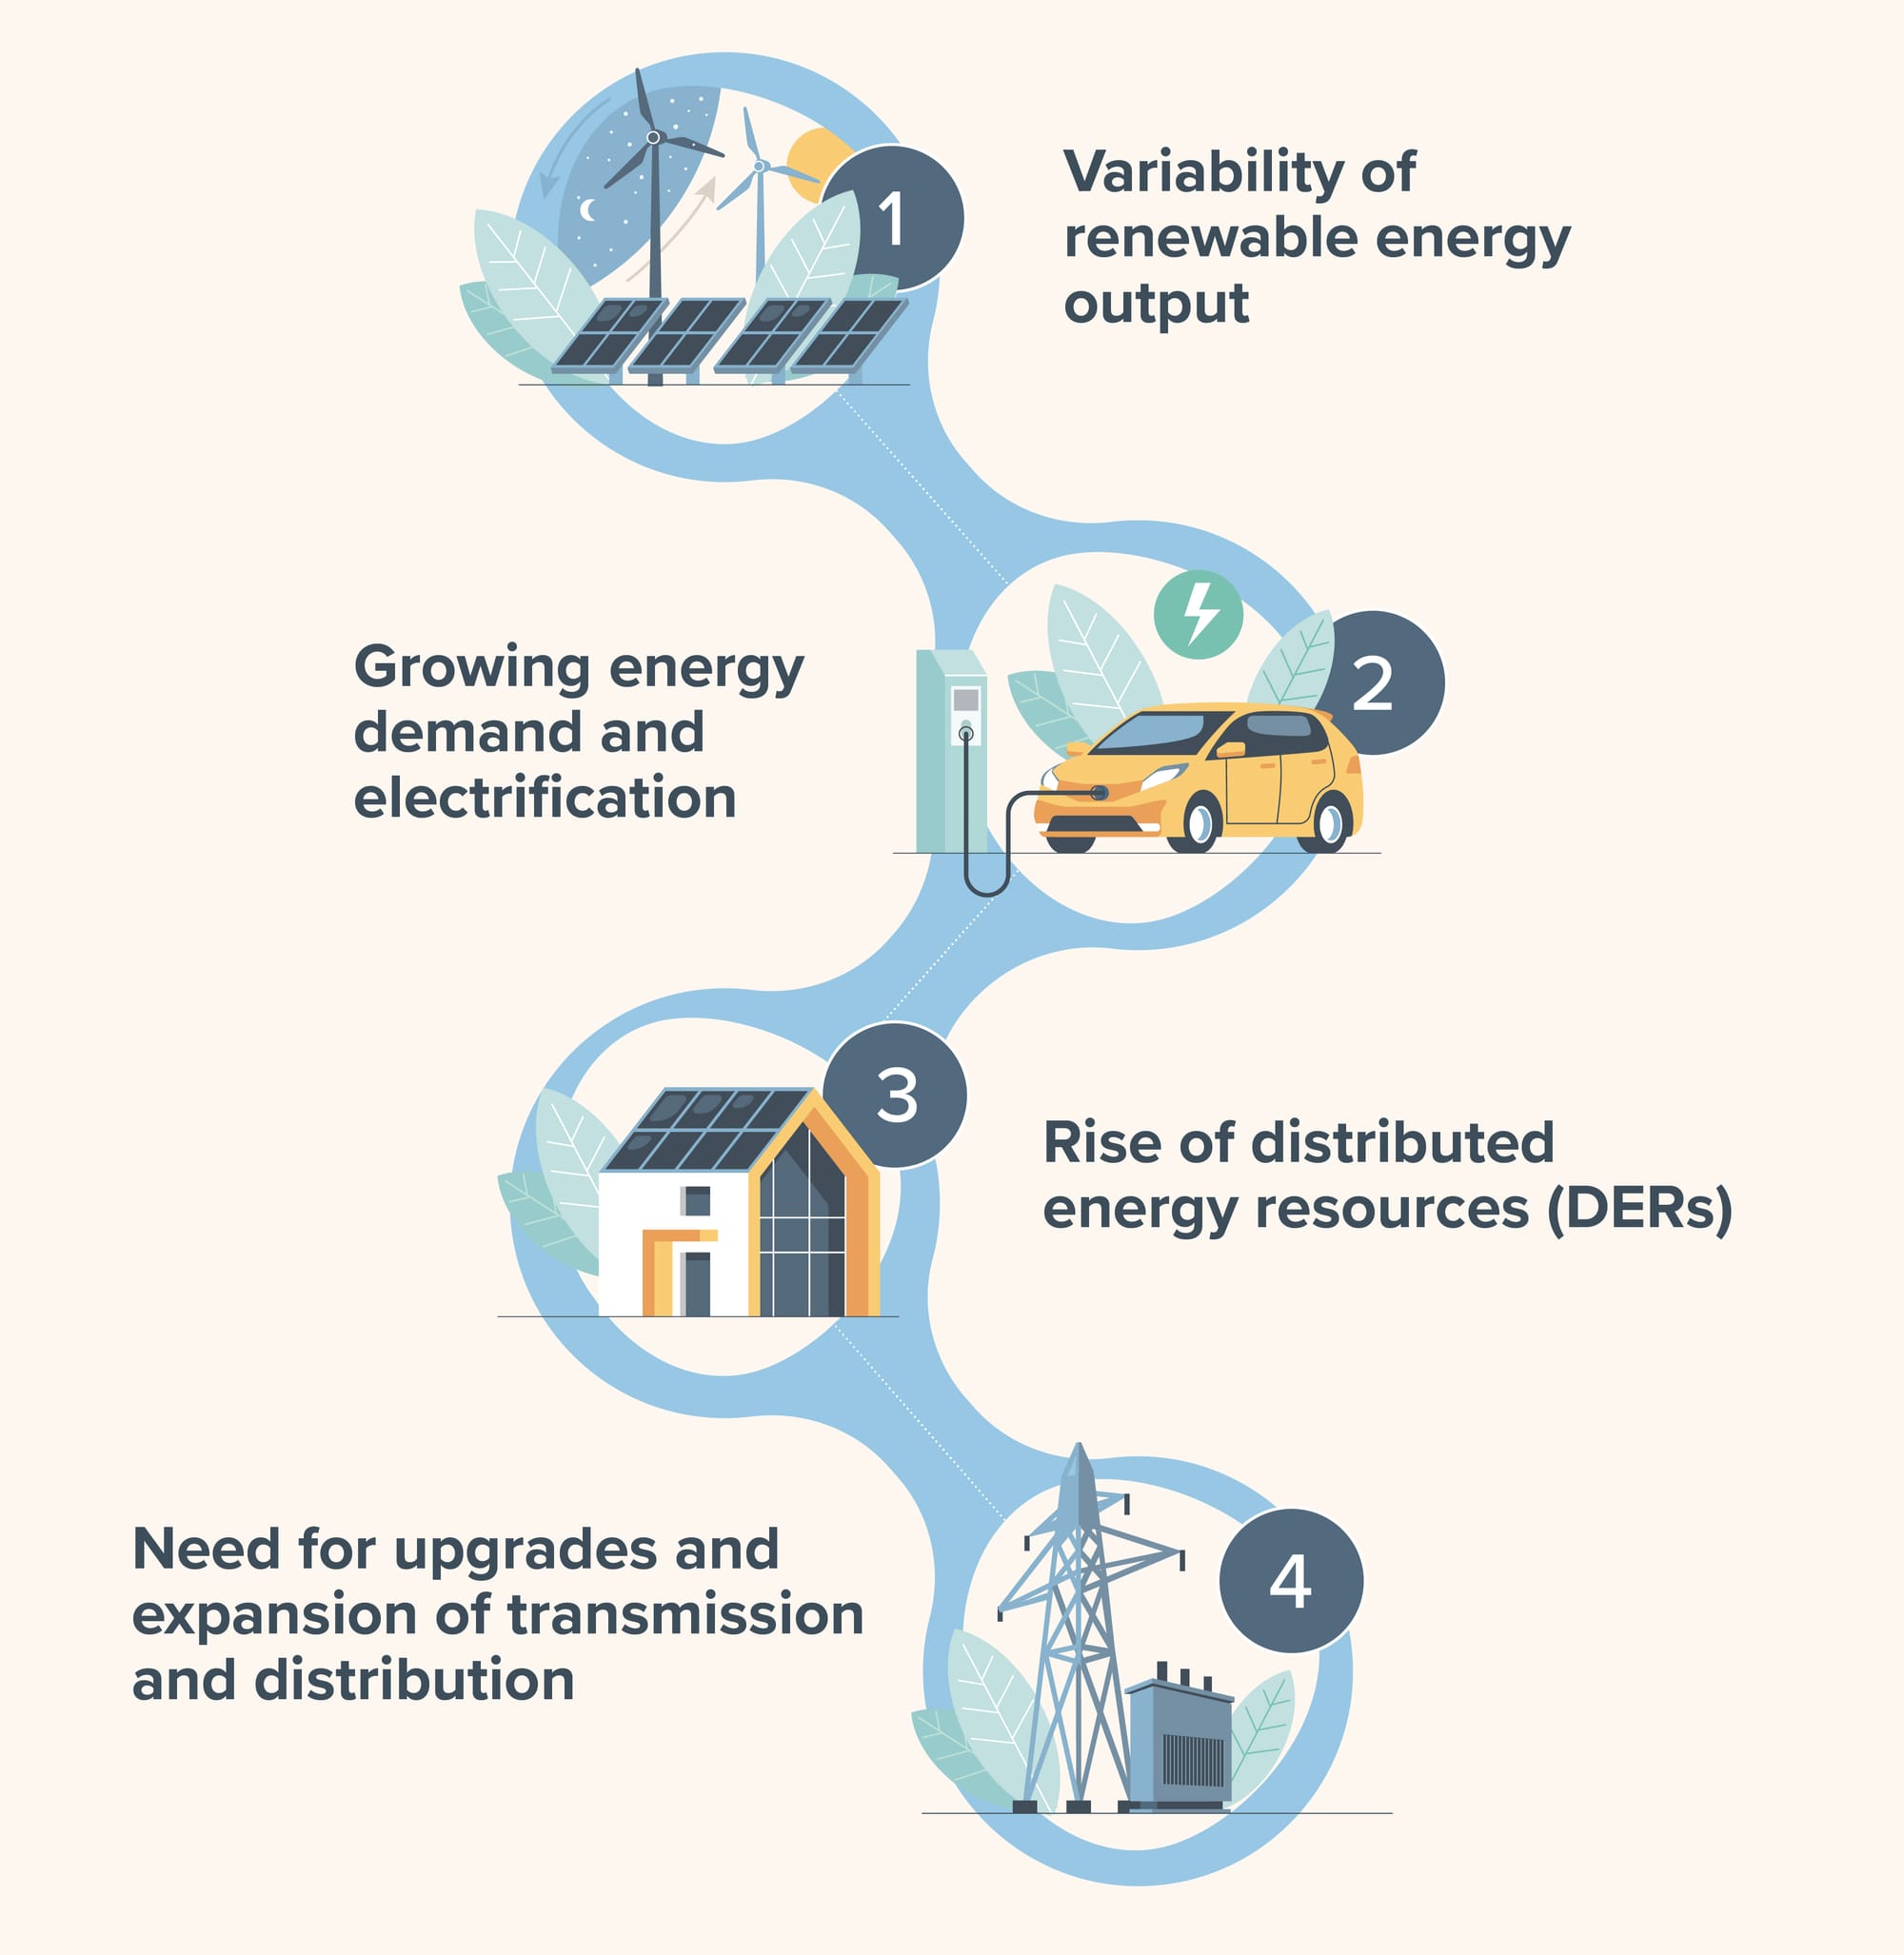 1
Variability of
renewable energy
output
2
Growing energy
demand and
electrification
3
Rise of distributed
energy resources (DERs)
4
Need for upgrades and
expansion of transmission
and distribution